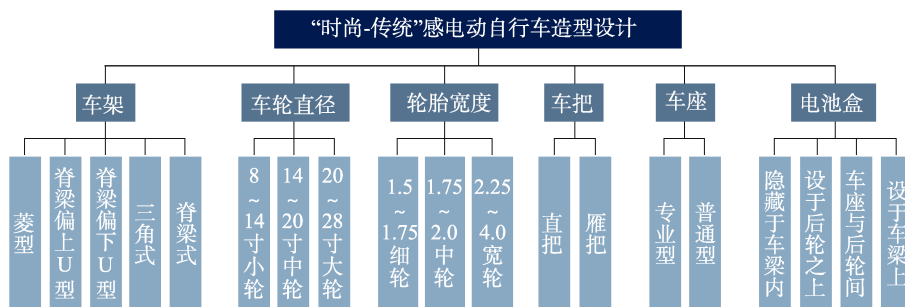 “时尚-传统”感电动自行车造型设计
车架
车轮直径
轮胎宽度
车把
车座
电池盒
菱型
脊梁偏上U型
脊梁偏下U型
三角式
脊梁式
8~14寸小轮
14~20寸中轮
20~28寸大轮
1.5~1.75细轮
1.75~2.0中轮
2.25~4.0宽轮
直把
雁把
专业型
普通型
隐藏于车梁内
设于后轮之上
车座与后轮间
设于车梁上